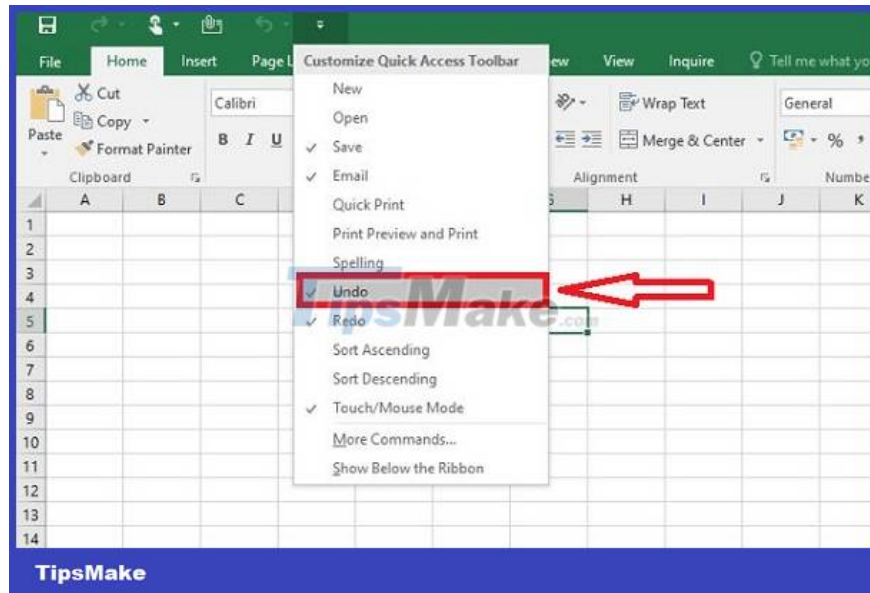 File Home Insert Page L ew View Inquire Tell me what yo
Cut
Copy
Format Painter
Paste
Clipboard
Calibri
B I U
Wrap Text
Merge & Center
Alignment
General
%
Numbe
Customize Quick Access Toolbar
New
Open
Save
Email
Quick Print
Print Preview and Print
Spelling
Undo
Redo
Sort Ascending
Sort Descending
Touch/Mouse Mode
More Commands...
Show Below the Ribbon
A B C H I J K
1
2
3
4
5
6
7
8
9
10
11
12
13
14
TipsMake.com
TipsMake